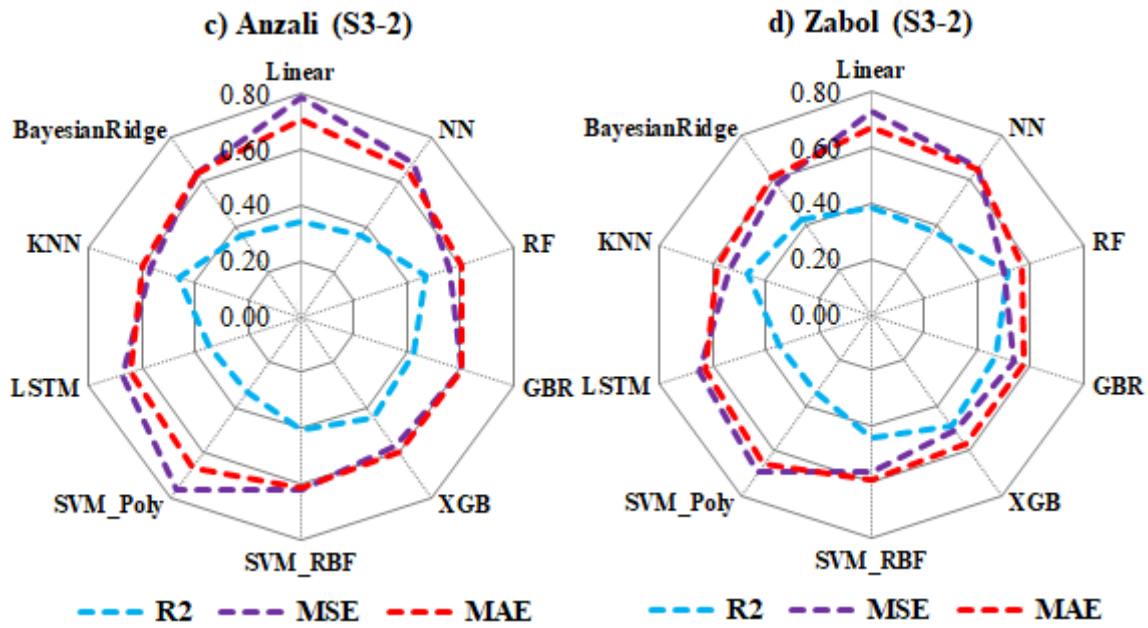 c) Anzali (S3-2)
Linear
0.80
BayesianRidge
NN
0.60
0.40
KNN
RF
0.20
0.00
LSTM
GBR
SVM_Poly
XGB
SVM_RBF
R2 MSE MAE
d) Zabol (S3-2)
Linear
0.80
BayesianRidge
NN
0.60
0.40
KNN
RF
0.20
0.00
LSTM
GBR
SVM_Poly
XGB
SVM_RBF
R2 MSE MAE